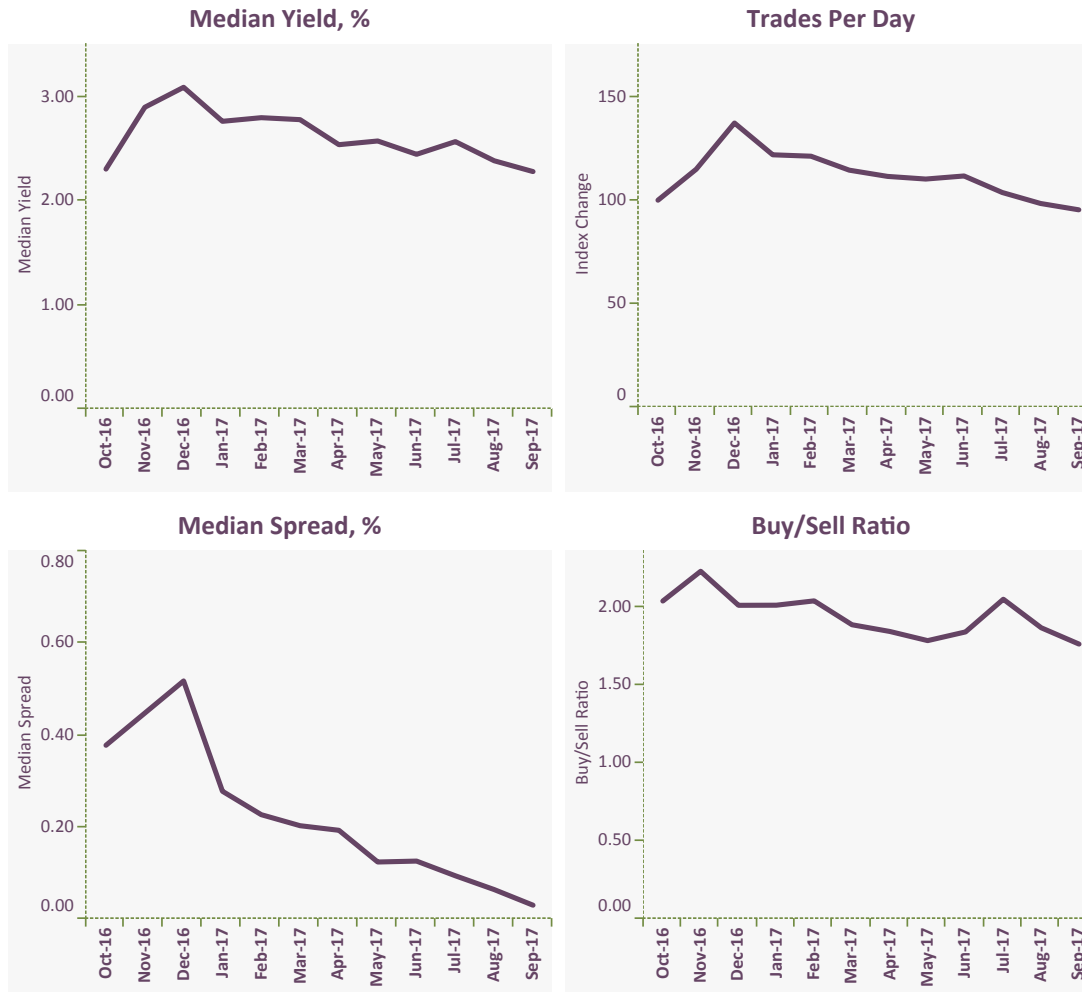 Median Yield, %
Median Yield
3.00
2.00
1.00
0.00
Oct-16
Nov-16
Dec-16
Jan-17
Feb-17
Mar-17
Apr-17
May-17
Jun-17
Jul-17
Aug-17
Sep-17
Trades Per Day
Index Change
150
100
50
0
Oct-16
Nov-16
Dec-16
Jan-17
Feb-17
Mar-17
Apr-17
May-17
Jun-17
Jul-17
Aug-17
Sep-17
Median Spread, %
Median Spread
0.80
0.60
0.40
0.20
0.00
Oct-16
Nov-16
Dec-16
Jan-17
Feb-17
Mar-17
Apr-17
May-17
Jun-17
Jul-17
Aug-17
Sep-17
Buy/Sell Ratio
Buy/Sell Ratio
2.00
1.50
1.00
0.50
0.00
Oct-16
Nov-16
Dec-16
Jan-17
Feb-17
Mar-17
Apr-17
May-17
Jun-17
Jul-17
Aug-17
Sep-17